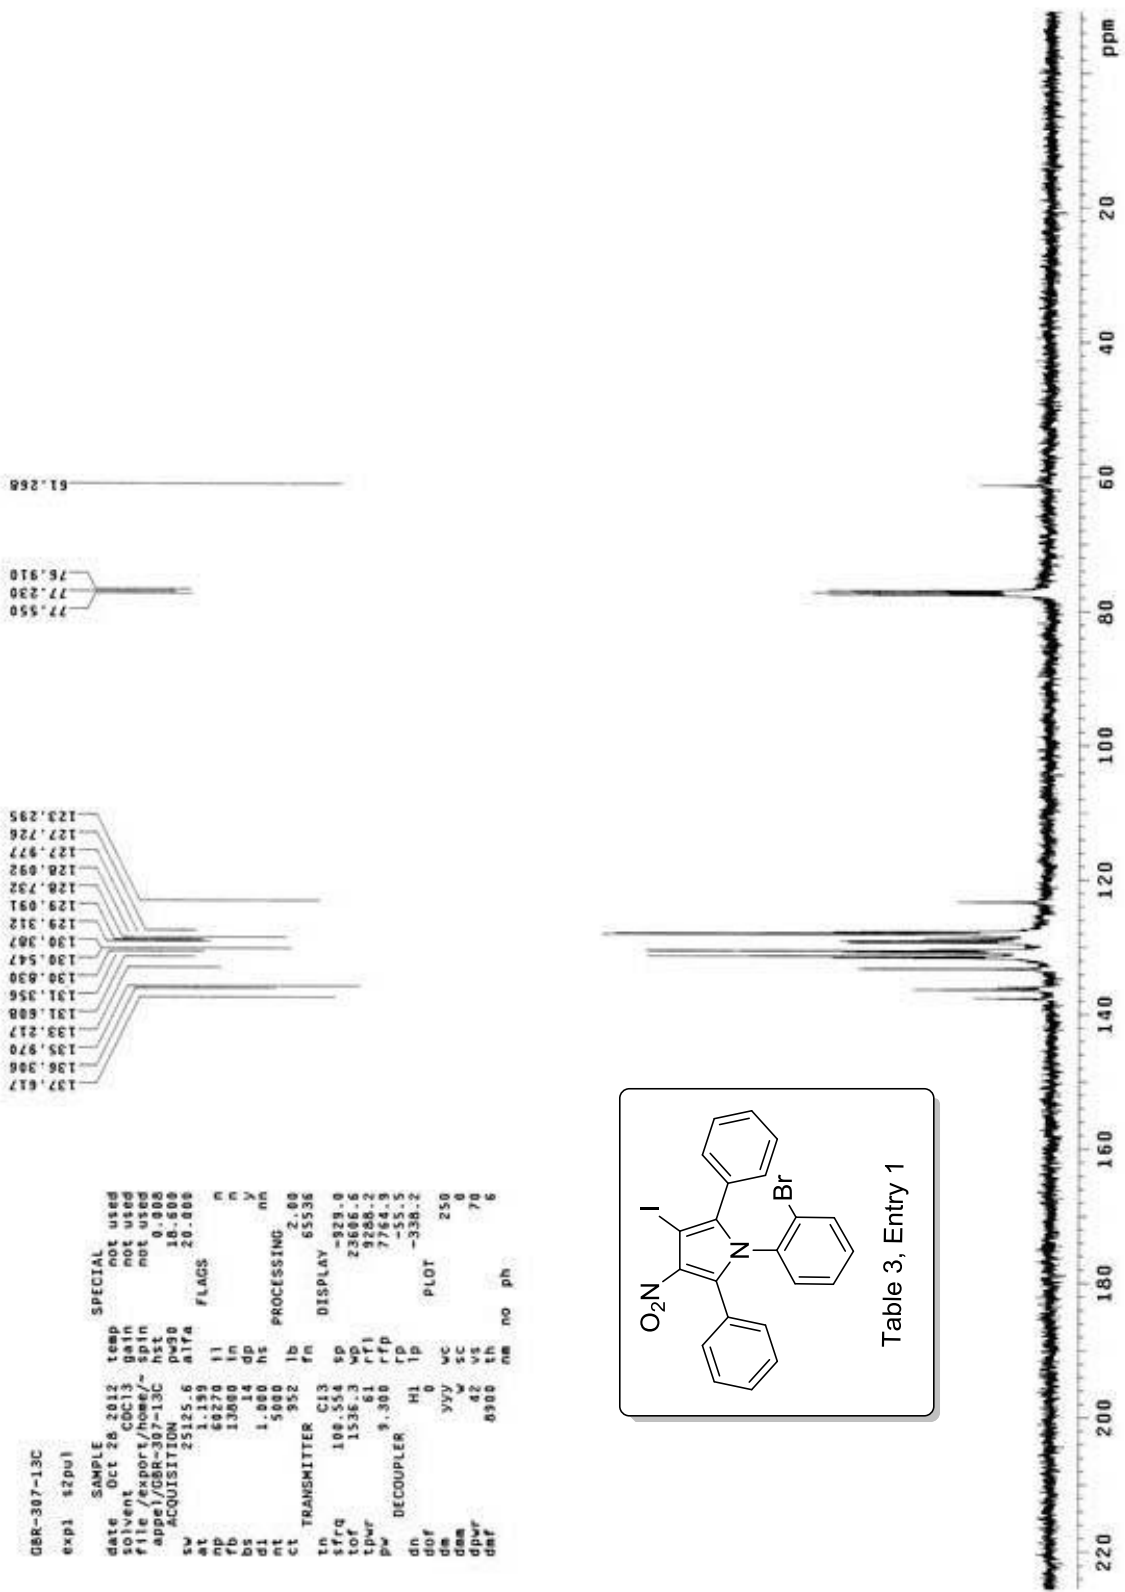 GBR-307-13C
exp1 s2pul
SAMPLE
date Oct 28 2012
solvent CDCl3
file /export/home/~
appel/GBR-307-13C
ACQUISITION
sw 25125.6
at 1.199
np 60270
fb 13800
bs 14
d1 1.000
nt 5000
ct 952
TRANSMITTER
tn C13
sfrq 100.554
tof 1536.3
tpwr 61
pw 9.300
DECOUPLER
dn H1
dof 0
dm yyy
dmm w
dpwr 42
dmf 8900
SPECIAL
temp not used
gain not used
spin not used
hst 0.008
pw90 18.600
alfa 20.000
FLAGS
il n
in n
dp y
hs nn
PROCESSING
lb 2.00
fn 65536
DISPLAY
sp -929.0
wp 23606.6
rfl 9288.2
rfp 7764.9
rp -55.5
lp -338.2
PLOT
wc 250
sc 0
vs 70
th 6
nm no ph
137.617
136.306
135.970
133.217
131.608
131.356
130.830
130.547
130.387
129.312
129.091
128.732
128.092
127.977
127.726
123.295
77.550
77.230
76.910
61.268
O2N
I
N
Br
Table 3, Entry 1
220 200 180 160 140 120 100 80 60 40 20 ppm